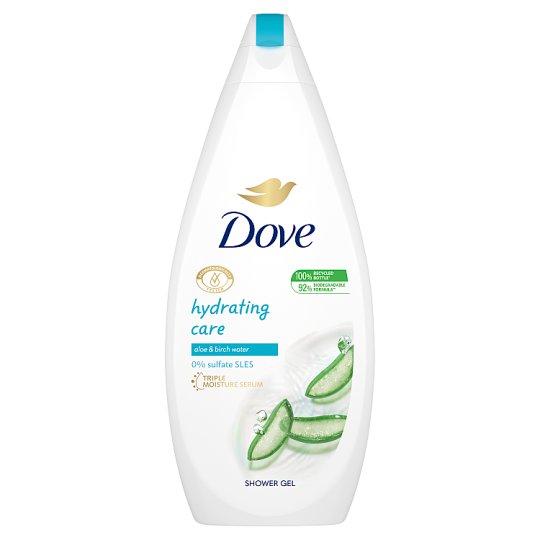 Dove
100% RECYCLED
BOTTLE*
92% BIODEGRADABLE
FORMULA**
hydrating
care
aloe & birch water
0% sulfate SLES
TRIPLE
MOISTURE SERUM
SHOWER GEL